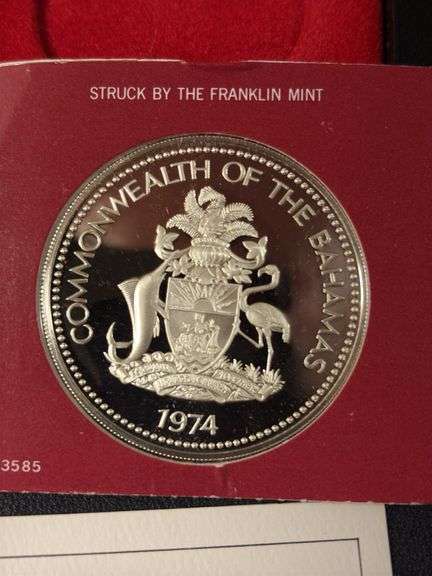 STRUCK BY THE FRANKLIN MINT
COMMONWEALTH OF THE BAHAMAS
1974
3585